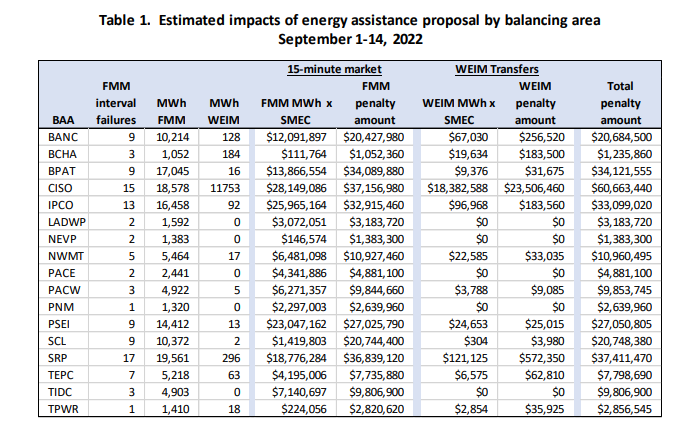 Table 1. Estimated impacts of energy assistance proposal by balancing area
September 1-14, 2022
15-minute market WEIM Transfers
FMM FMM WEIM Total
interval MWh MWh FMM MWh x penalty WEIM MWh x penalty penalty
BAA failures FMM WEIM SMEC amount SMEC amount amount
BANC 9 10,214 128 $12,091,897 $20,427,980 $67,030 $256,520 $20,684,500
BCHA 3 1,052 184 $111,764 $1,052,360 $19,634 $183,500 $1,235,860
BPAT 9 17,045 16 $13,866,554 $34,089,880 $9,376 $31,675 $34,121,555
CISO 15 18,578 11753 $28,149,086 $37,156,980 $18,382,588 $23,506,460 $60,663,440
IPCO 13 16,458 92 $25,965,164 $32,915,460 $96,968 $183,560 $33,099,020
LADWP 2 1,592 0 $3,072,051 $3,183,720 $0 $0 $3,183,720
NEVP 2 1,383 0 $146,574 $1,383,300 $0 $0 $1,383,300
NWMT 5 5,464 17 $6,481,098 $10,927,460 $22,585 $33,035 $10,960,495
PACE 2 2,441 0 $4,341,886 $4,881,100 $0 $0 $4,881,100
PACW 3 4,922 5 $6,271,357 $9,844,660 $3,788 $9,085 $9,853,745
PNM 1 1,320 0 $2,297,003 $2,639,960 $0 $0 $2,639,960
PSEI 9 14,412 13 $23,047,162 $27,025,790 $24,653 $25,015 $27,050,805
SCL 9 10,372 2 $1,419,803 $20,744,400 $304 $3,980 $20,748,380
SRP 17 19,561 296 $18,776,284 $36,839,120 $121,125 $572,350 $37,411,470
TEPC 7 5,218 63 $4,195,006 $7,735,880 $6,575 $62,810 $7,798,690
TIDC 3 4,903 0 $7,140,697 $9,806,900 $0 $0 $9,806,900
TPWR 1 1,410 18 $224,056 $2,820,620 $2,854 $35,925 $2,856,545